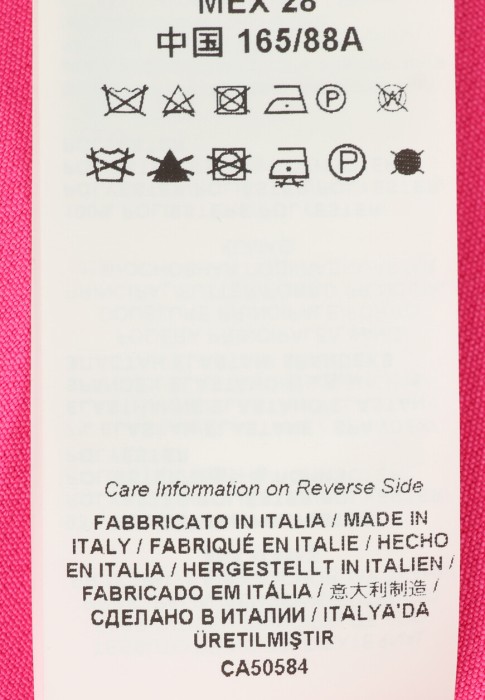 MEX 28
中国 165/88A
P W
P
Care Information on Reverse Side
FABBRICATO IN ITALIA / MADE IN
ITALY / FABRIQUÉ EN ITALIE / HECHO
EN ITALIA / HERGESTELLT IN ITALIEN /
FABRICADO EM ITÁLIA / 意大利制造 /
СДЕЛАНО В ИТАЛИИ / ITALYA'DA
ÜRETILMIŞTIR
CA50584